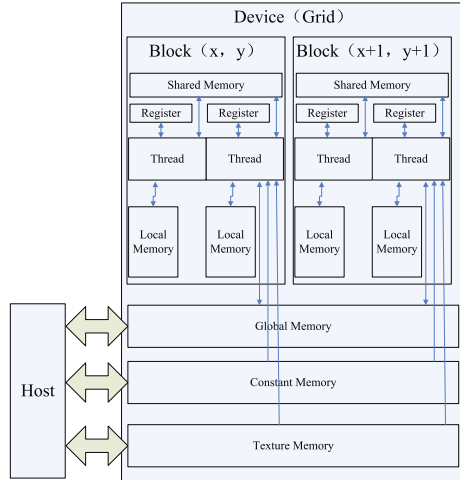 Device（Grid）
Block（x，y） Block（x+1，y+1）
Shared Memory Shared Memory
Register Register Register Register
Thread Thread Thread Thread
Local Memory Local Memory Local Memory Local Memory
Global Memory
Constant Memory
Host
Texture Memory